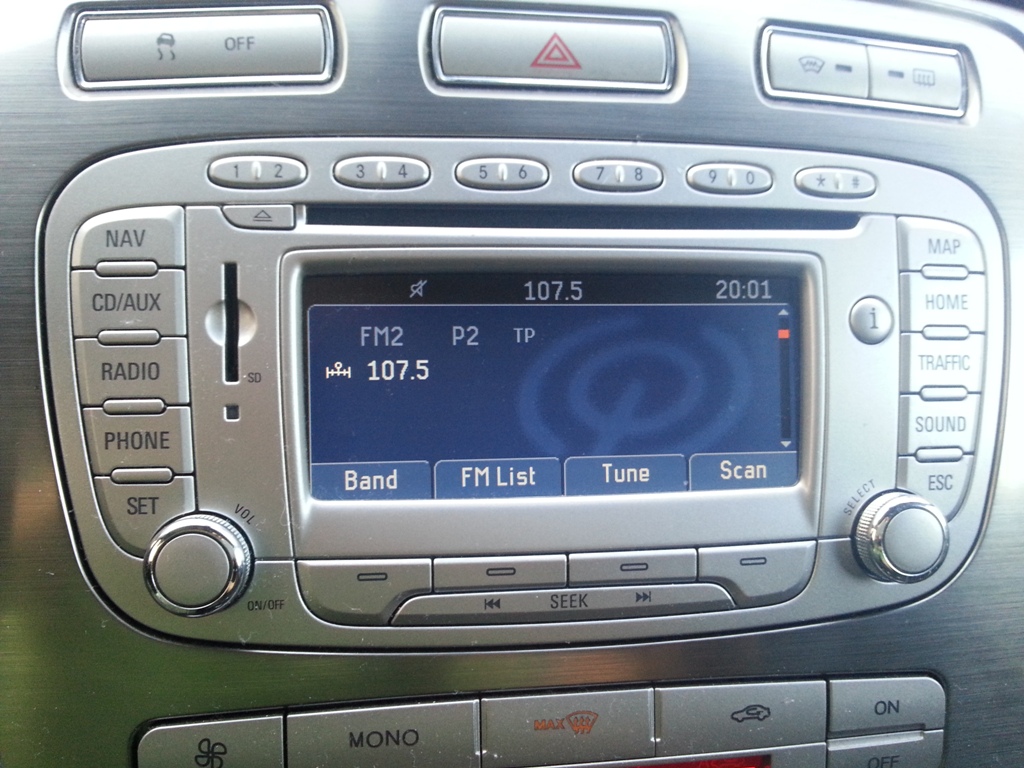 OFF
1 2 3 4 5 6 7 8 9 0 * #
NAV
CD/AUX
RADIO
PHONE
SET
VOL
ON/OFF
SD
107.5 20:01
FM2 P2 TP
107.5
Band FM List Tune Scan
SEEK
i
MAP
HOME
TRAFFIC
SOUND
ESC
SELECT
MONO MAX ON
OFF